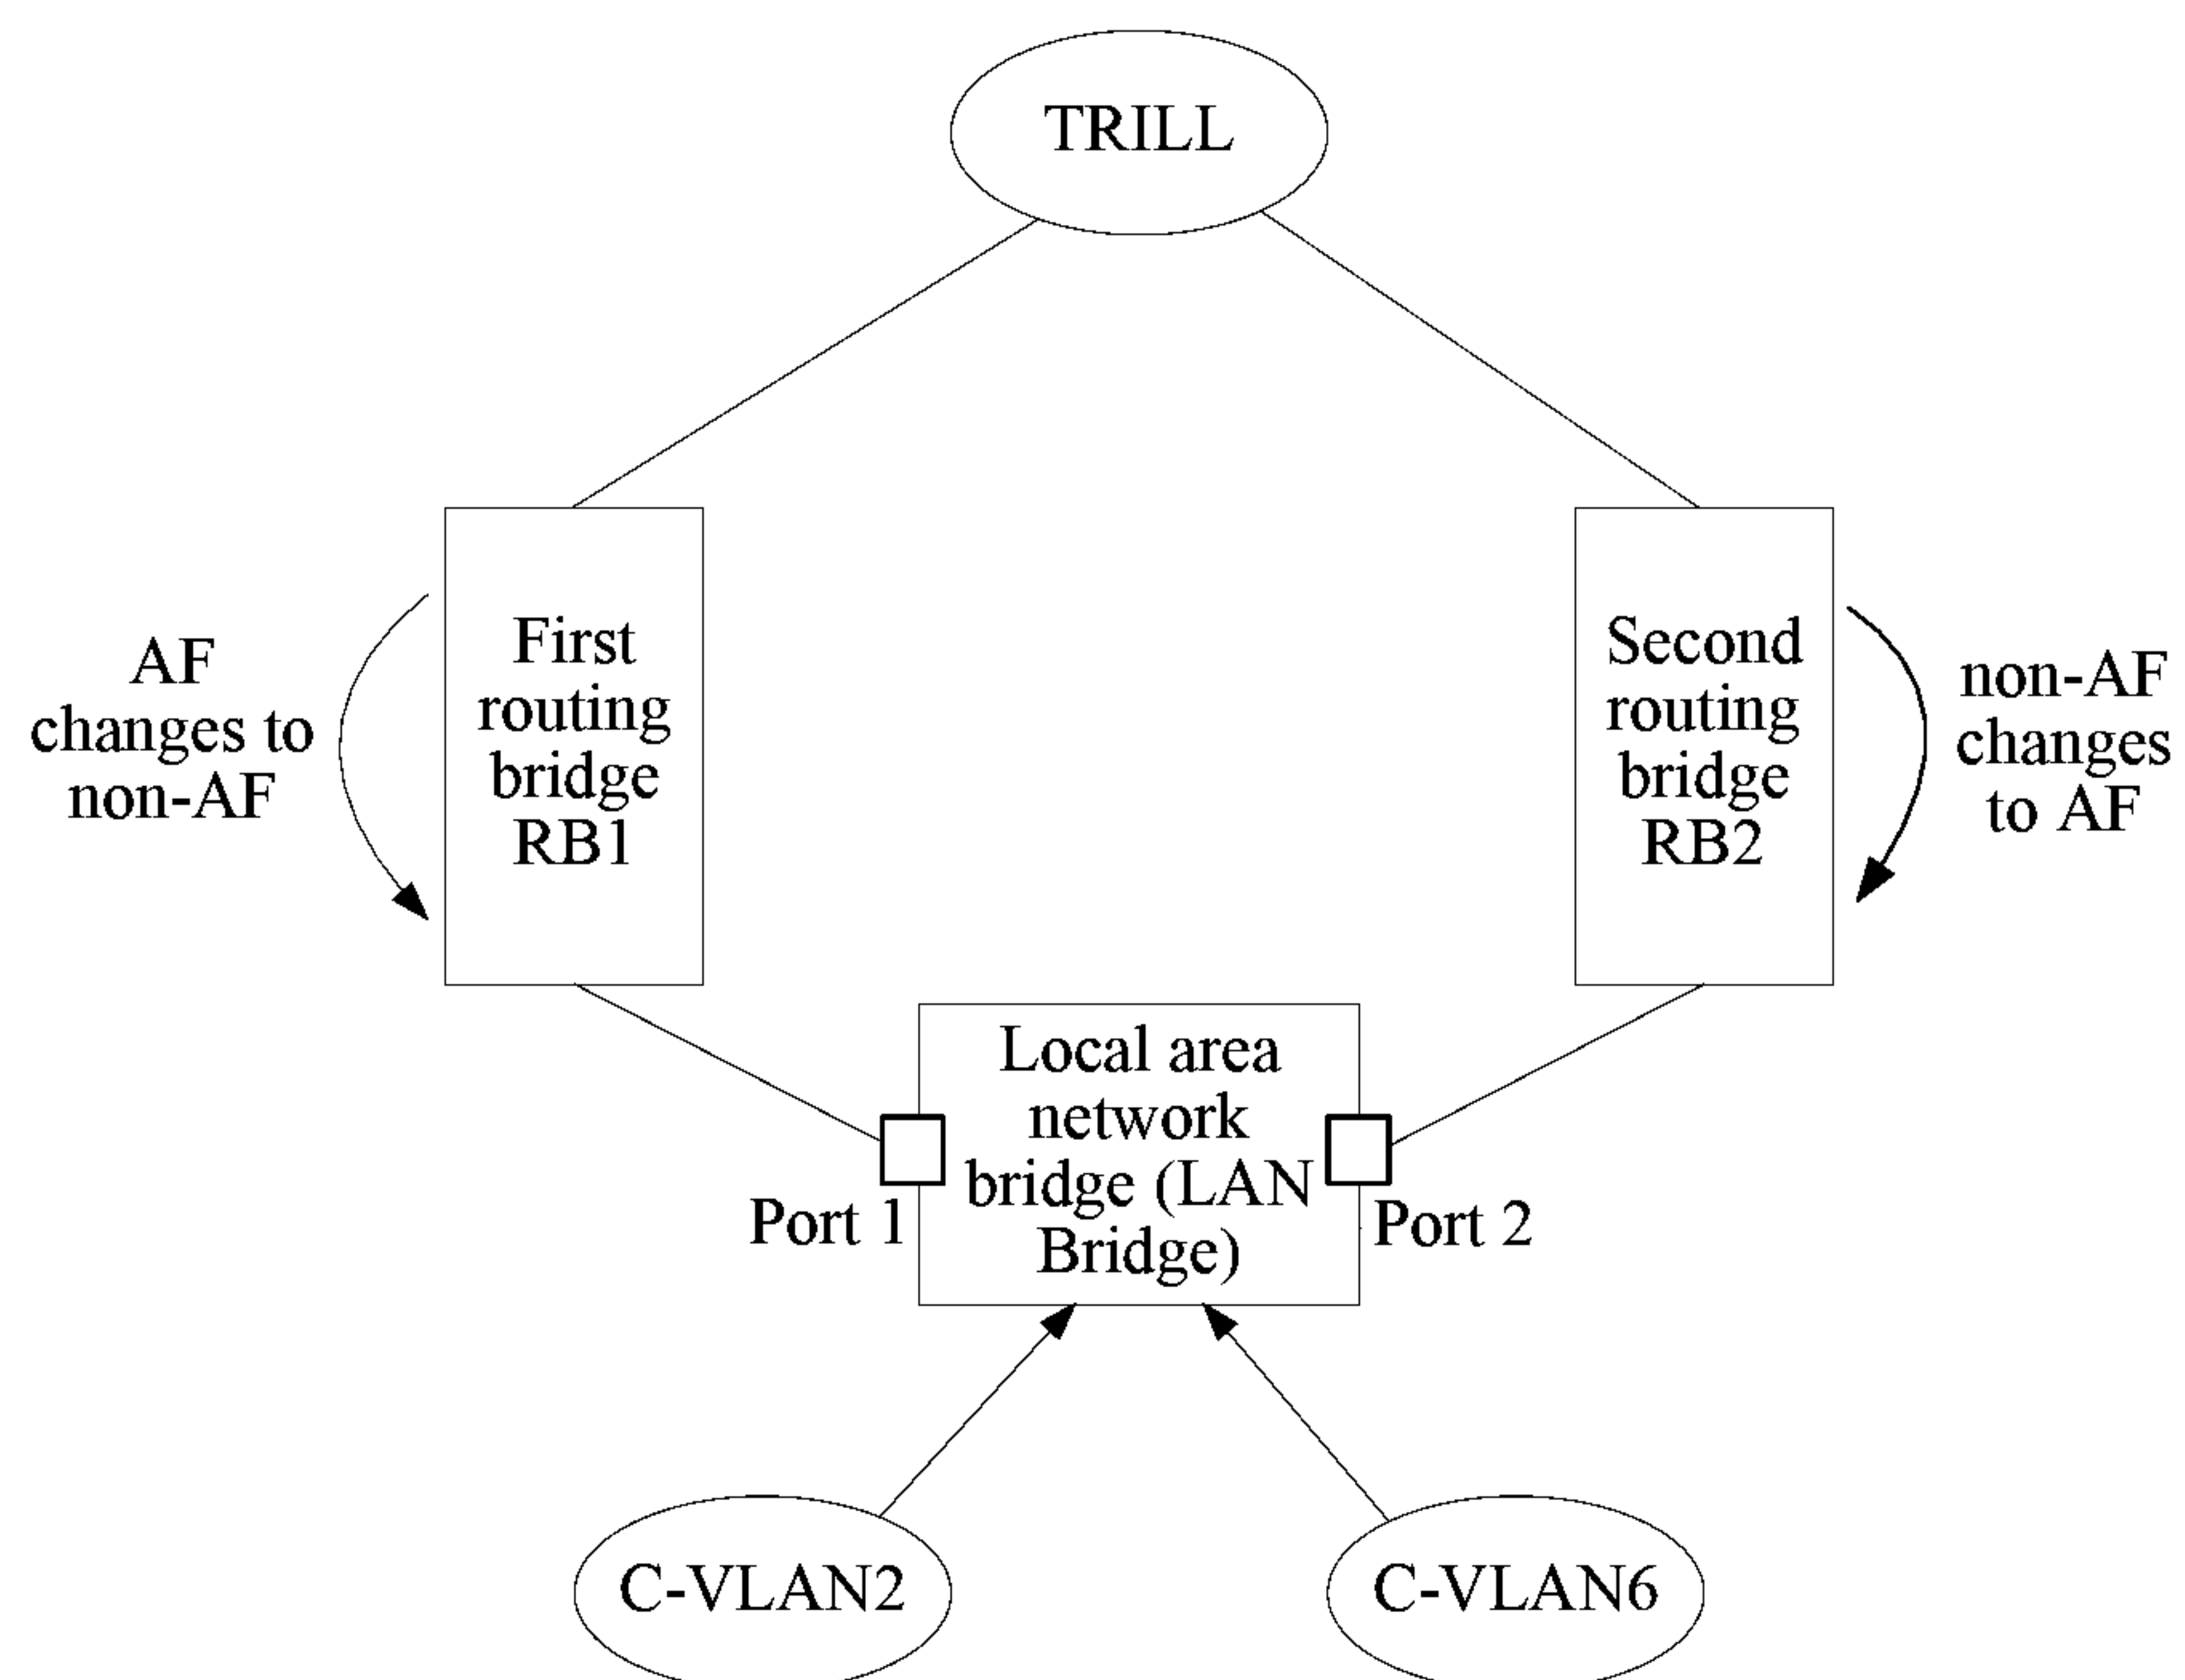 TRILL
AF
changes to
non-AF
First
routing
bridge
RB1
Second
routing
bridge
RB2
non-AF
changes
to AF
Local area
network
bridge (LAN
Bridge)
Port 1
Port 2
C-VLAN2
C-VLAN6